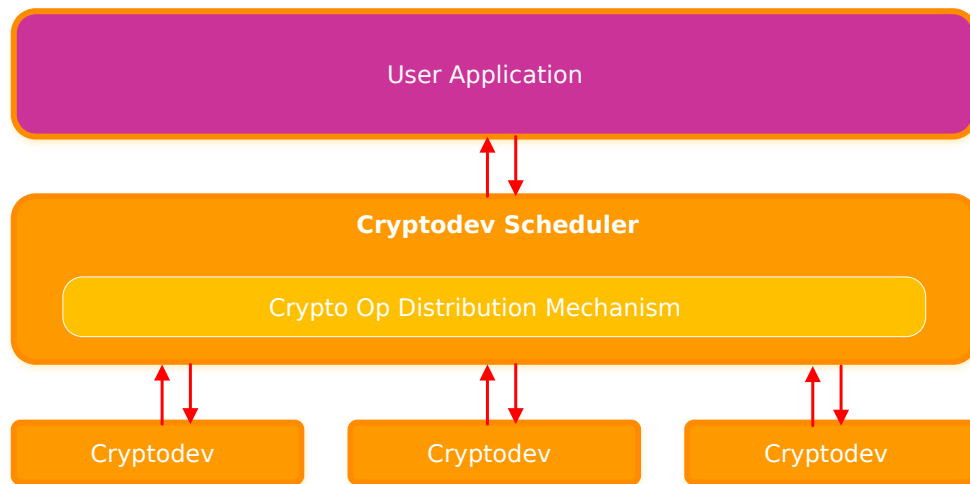 User Application
Cryptodev Scheduler
Crypto Op Distribution Mechanism
Cryptodev
Cryptodev
Cryptodev